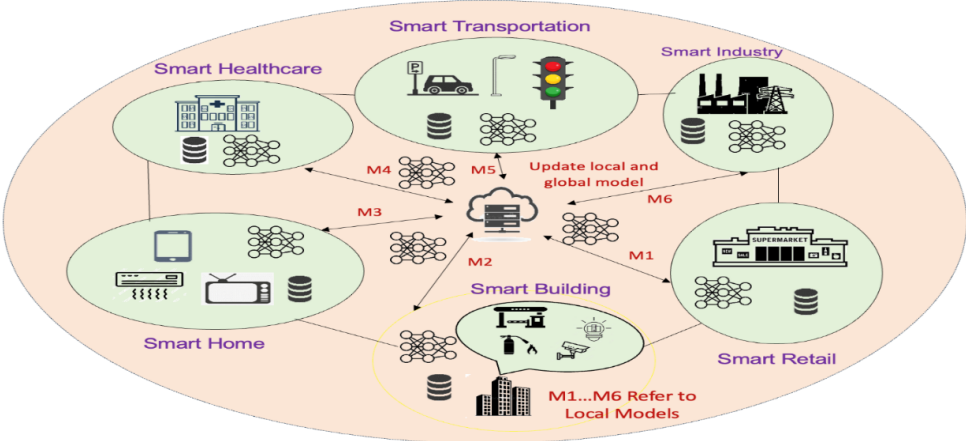 Smart Transportation
Smart Industry
Smart Healthcare
P
M4
M5
Update local and
global model
M6
M3
SUPERMARKET
M2
M1
Smart Building
Smart Home
Smart Retail
M1...M6 Refer to
Local Models